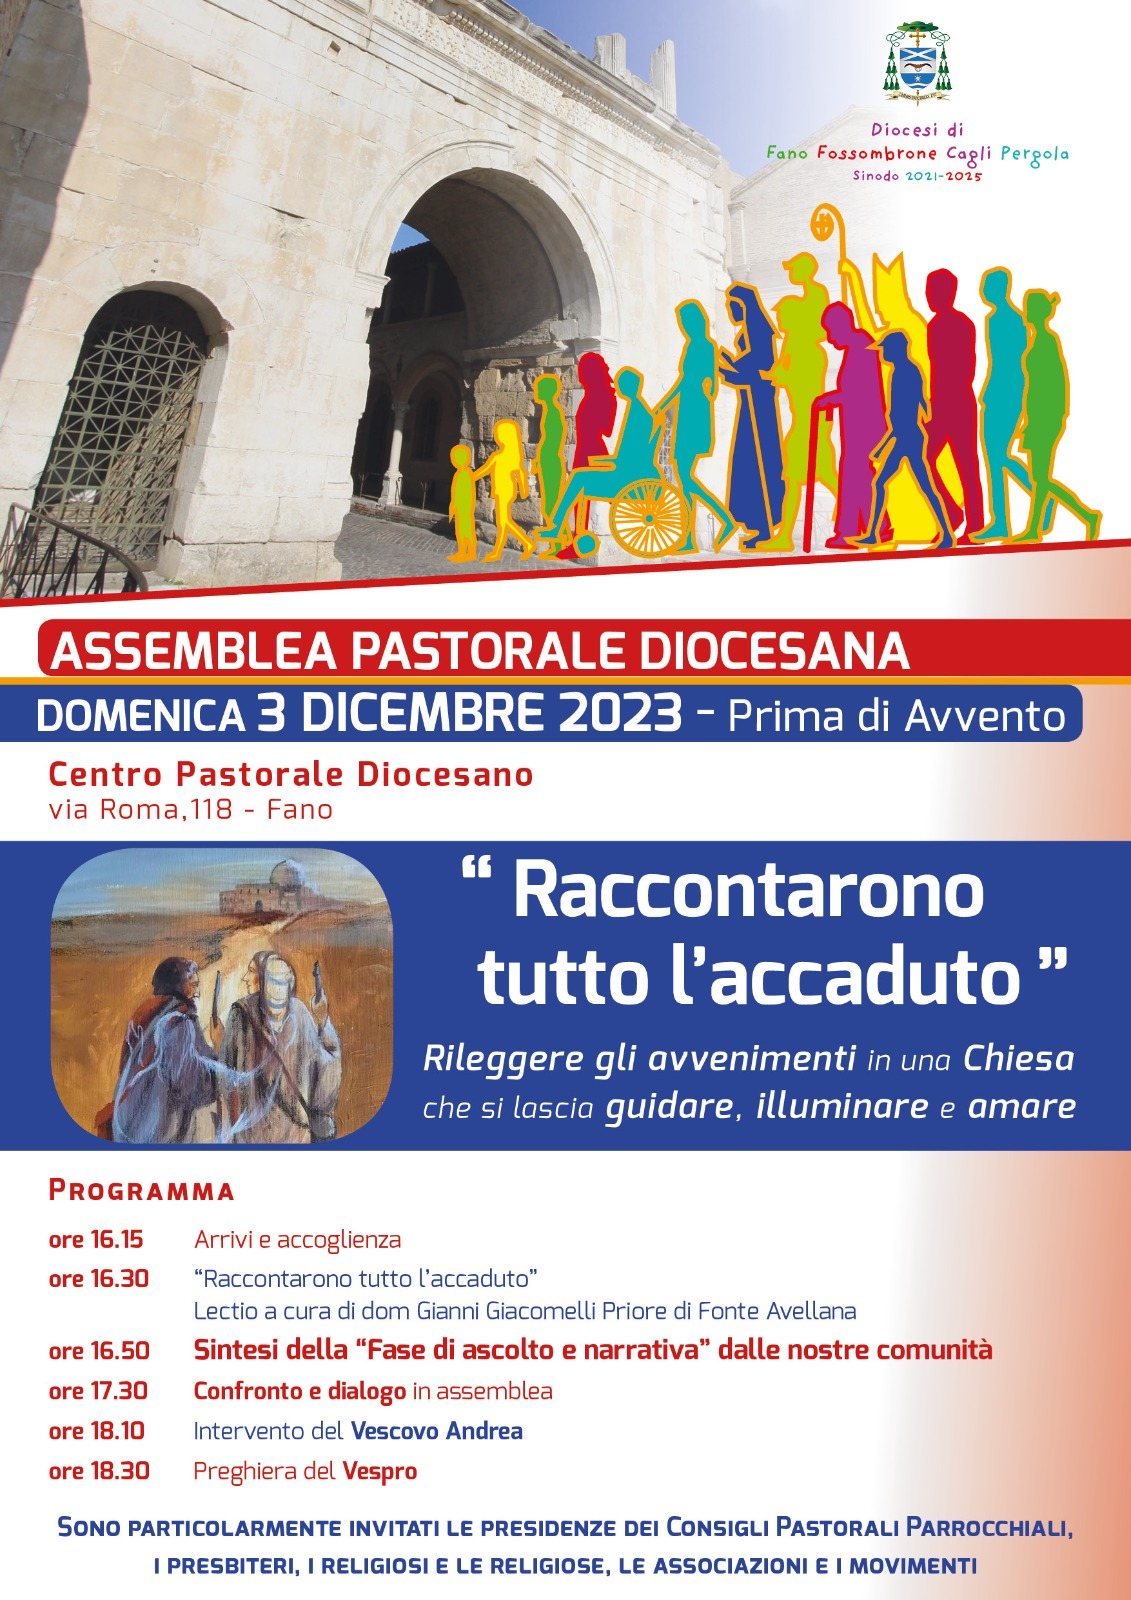 Diocesi di
Fano Fossombrone Cagli Pergola
Sinodo 2021-2025
ASSEMBLEA PASTORALE DIOCESANA
DOMENICA 3 DICEMBRE 2023 - Prima di Avvento
Centro Pastorale Diocesano
via Roma,118 - Fano
“ Raccontarono
tutto l’accaduto ”
Rileggere gli avvenimenti in una Chiesa
che si lascia guidare, illuminare e amare
PROGRAMMA
ore 16.15 Arrivi e accoglienza
ore 16.30 “Raccontarono tutto l’accaduto”
Lectio a cura di dom Gianni Giacomelli Priore di Fonte Avellana
ore 16.50 Sintesi della “Fase di ascolto e narrativa” dalle nostre comunità
ore 17.30 Confronto e dialogo in assemblea
ore 18.10 Intervento del Vescovo Andrea
ore 18.30 Preghiera del Vespro
SONO PARTICOLARMENTE INVITATI LE PRESIDENZE DEI CONSIGLI PASTORALI PARROCCHIALI,
I PRESBITERI, I RELIGIOSI E LE RELIGIOSE, LE ASSOCIAZIONI E I MOVIMENTI